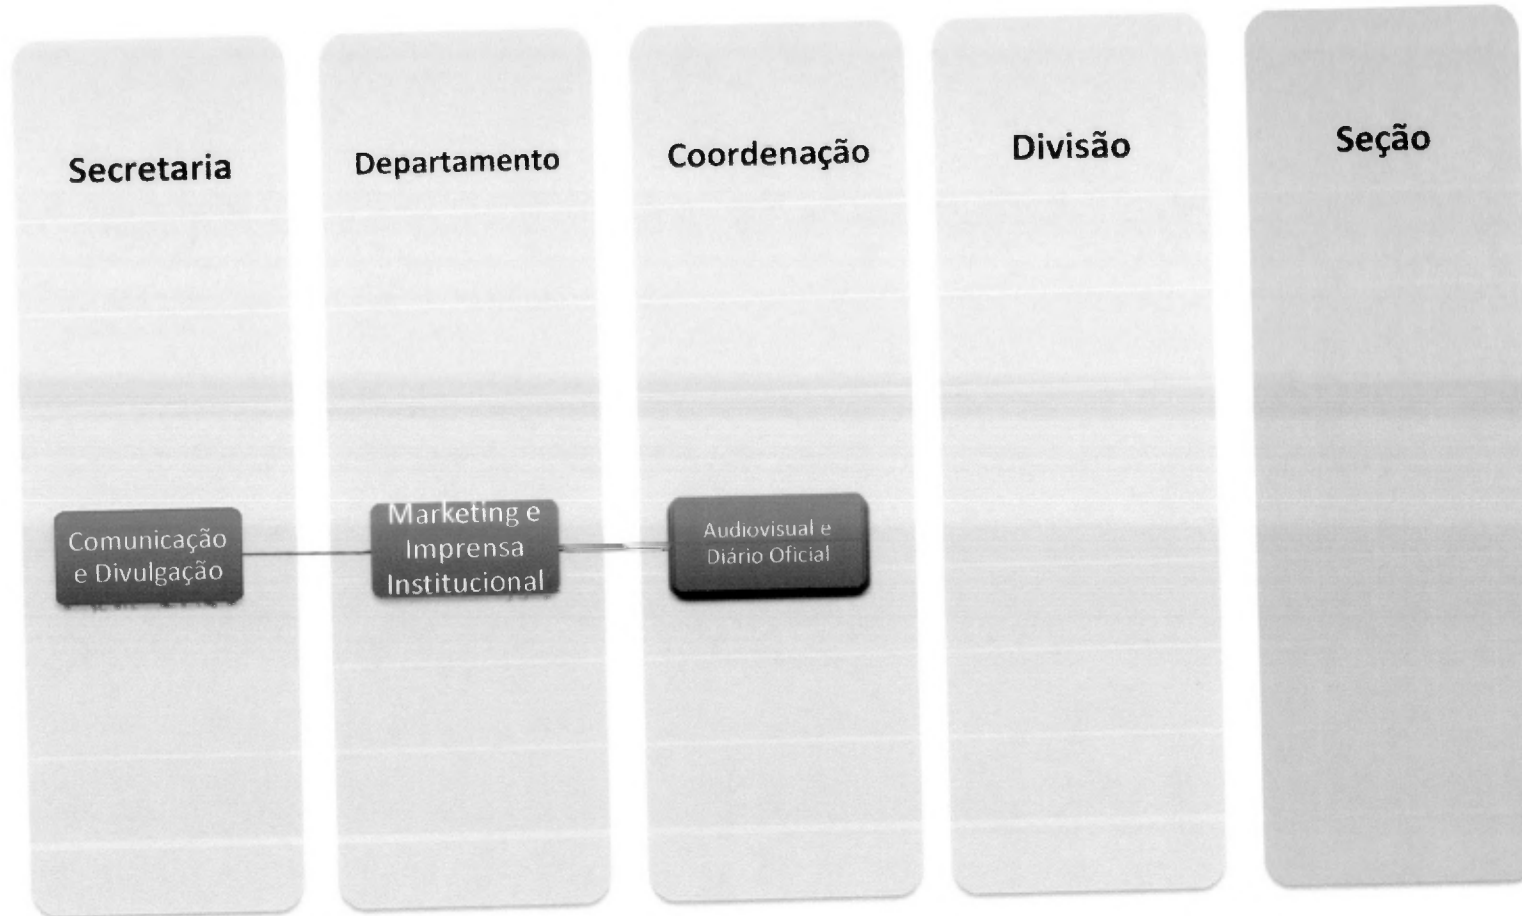 Secretaria
Departamento
Coordenação
Divisão
Seção
Comunicação
e Divulgação
Marketing e
Imprensa
Institucional
Audiovisual e
Diário Oficial